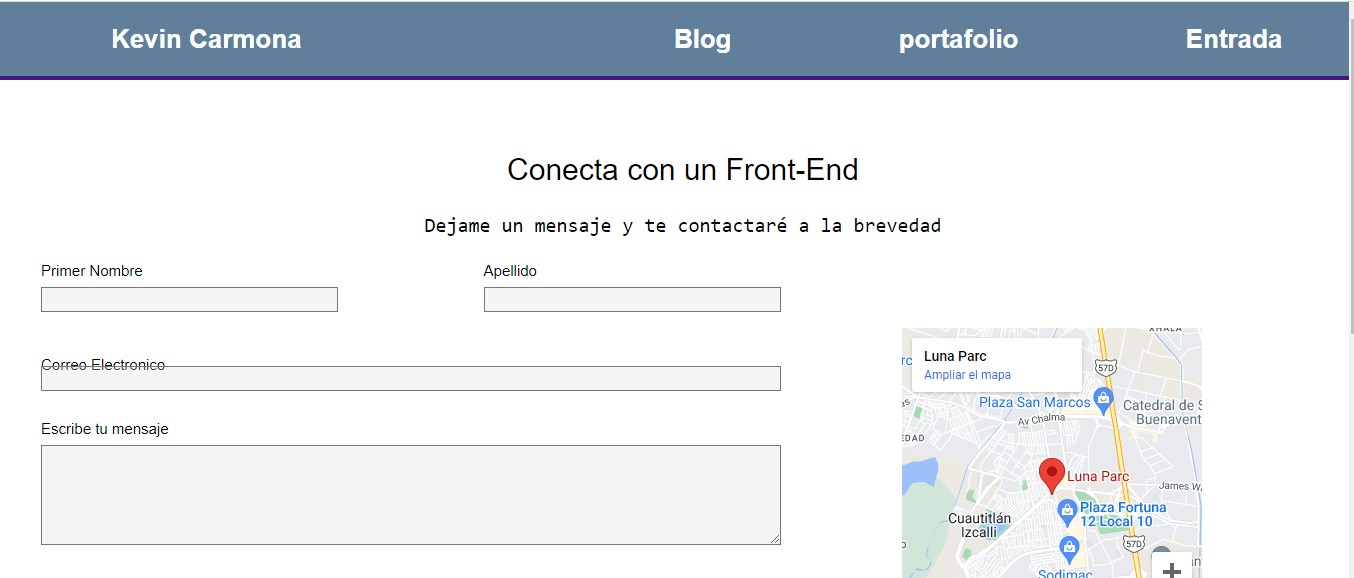 Kevin Carmona Blog portafolio Entrada
Conecta con un Front-End
Dejame un mensaje y te contactaré a la brevedad
Primer Nombre Apellido
Correo Electronico
Escribe tu mensaje
Luna Parc
Ampliar el mapa
57D
Plaza San Marcos
Catedral de S
Buenavent
Av Chalma
EDAD
Luna Parc
James W
Plaza Fortuna
12 Local 10
Cuautitlán
Izcalli
57D
Sodimac